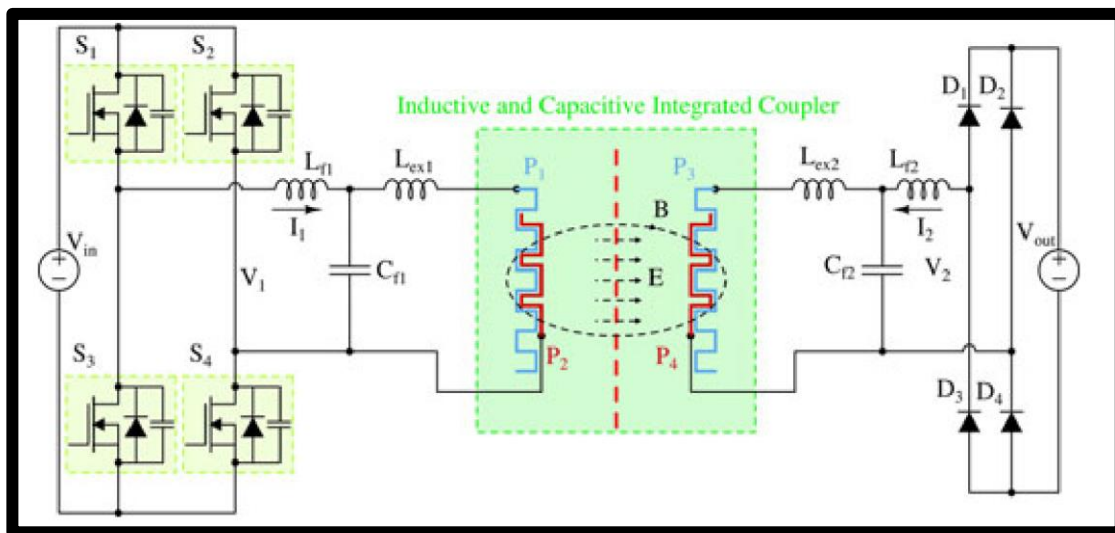 S1
S2
Inductive and Capacitive Integrated Coupler
D1
D2
Lf1
Lex1
P1
P3
Lex2
Lf2
B
I1
I2
Vin
Vout
V1
Cf1
E
Cf2
V2
S3
S4
P2
P4
D3
D4